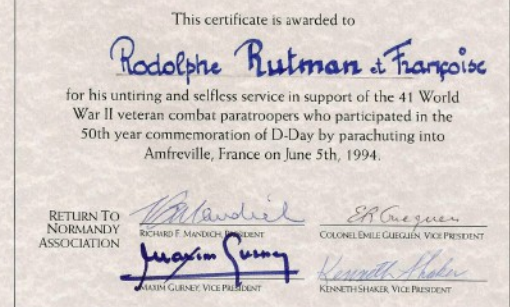 This certificate is awarded to
Rodolphe Rutman et Françoise
for his untiring and selfless service in support of the 41 World
War II veteran combat paratroopers who participated in the
50th year commemoration of D-Day by parachuting into
Amfreville, France on June 5th, 1994.
RETURN TO
NORMANDY
ASSOCIATION
RICHARD F. MANDICH, PRESIDENT
COLONEL EMILE GUEGUEN, VICE PRESIDENT
Maxim Gurney
MAXIM GURNEY, VICE PRESIDENT
Kenneth Shaker
KENNETH SHAKER, VICE PRESIDENT